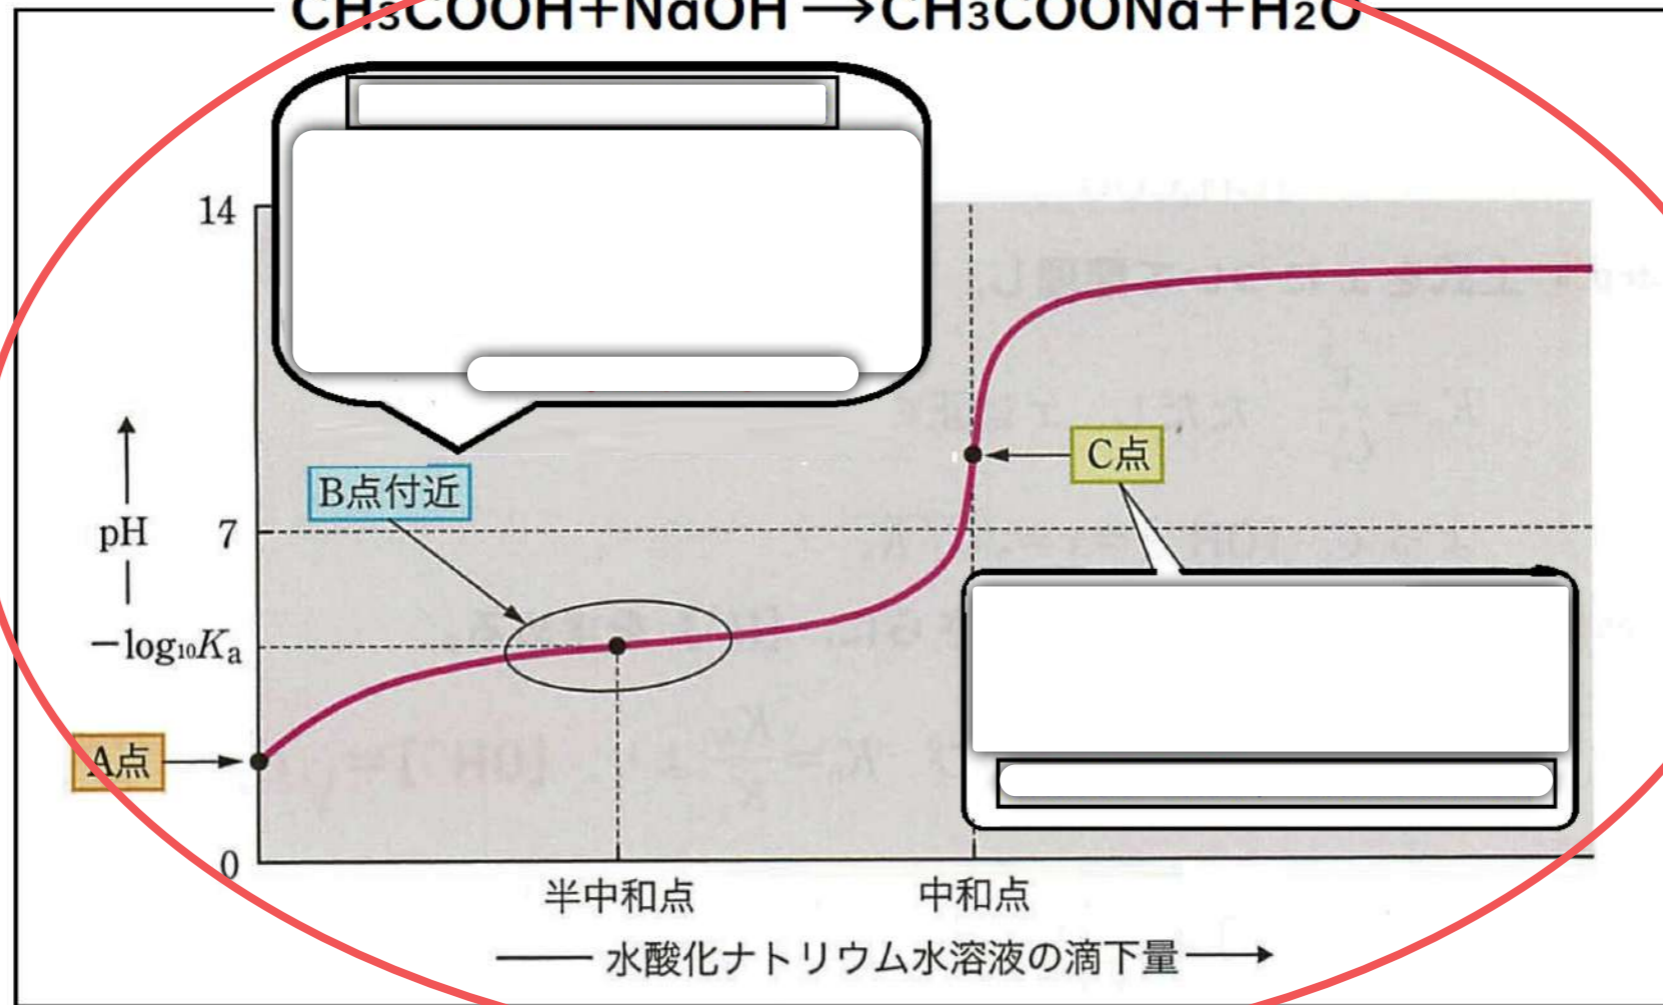 CH₃COOH+NaOH→CH₃COONa+H₂O
14
B点付近
C点
pH
7
−log₁₀Kₐ
A点
0
半中和点
中和点
水酸化ナトリウム水溶液の滴下量